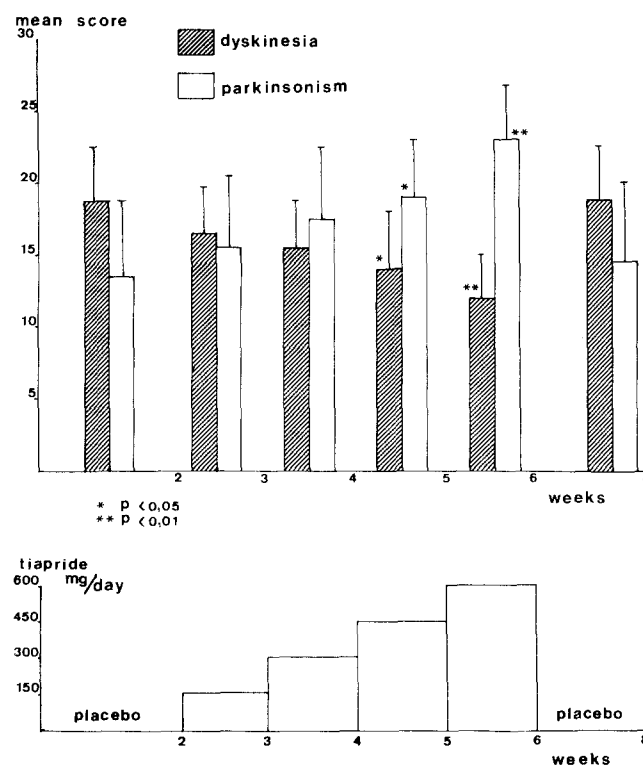 mean score
30
25
20
15
10
5
dyskinesia
parkinsonism
* * ** **
2 3 4 5 6
weeks
* p <0,05
** p <0,01
tiapride
mg/day
600
450
300
150
placebo placebo
2 3 4 5 6 8
weeks